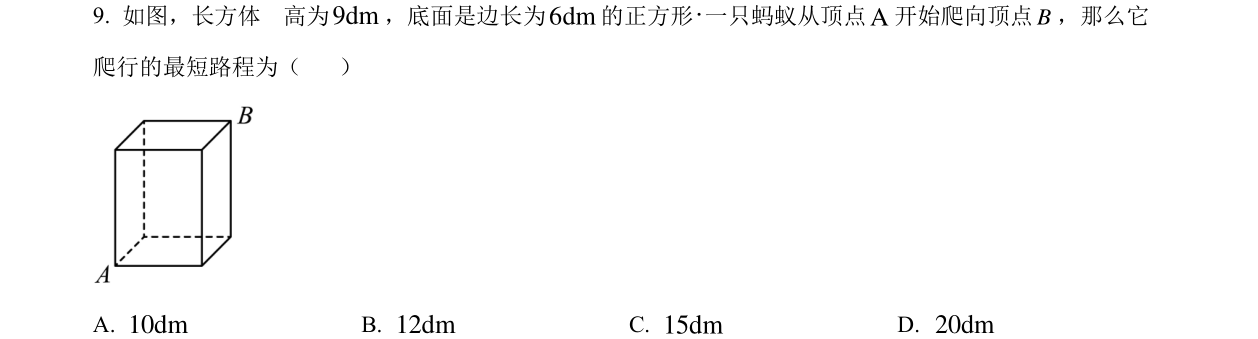 9. 如图，长方体 高为9dm，底面是边长为6dm的正方形·一只蚂蚁从顶点A开始爬向顶点B，那么它
爬行的最短路程为（ ）
B
A
A. 10dm B. 12dm C. 15dm D. 20dm